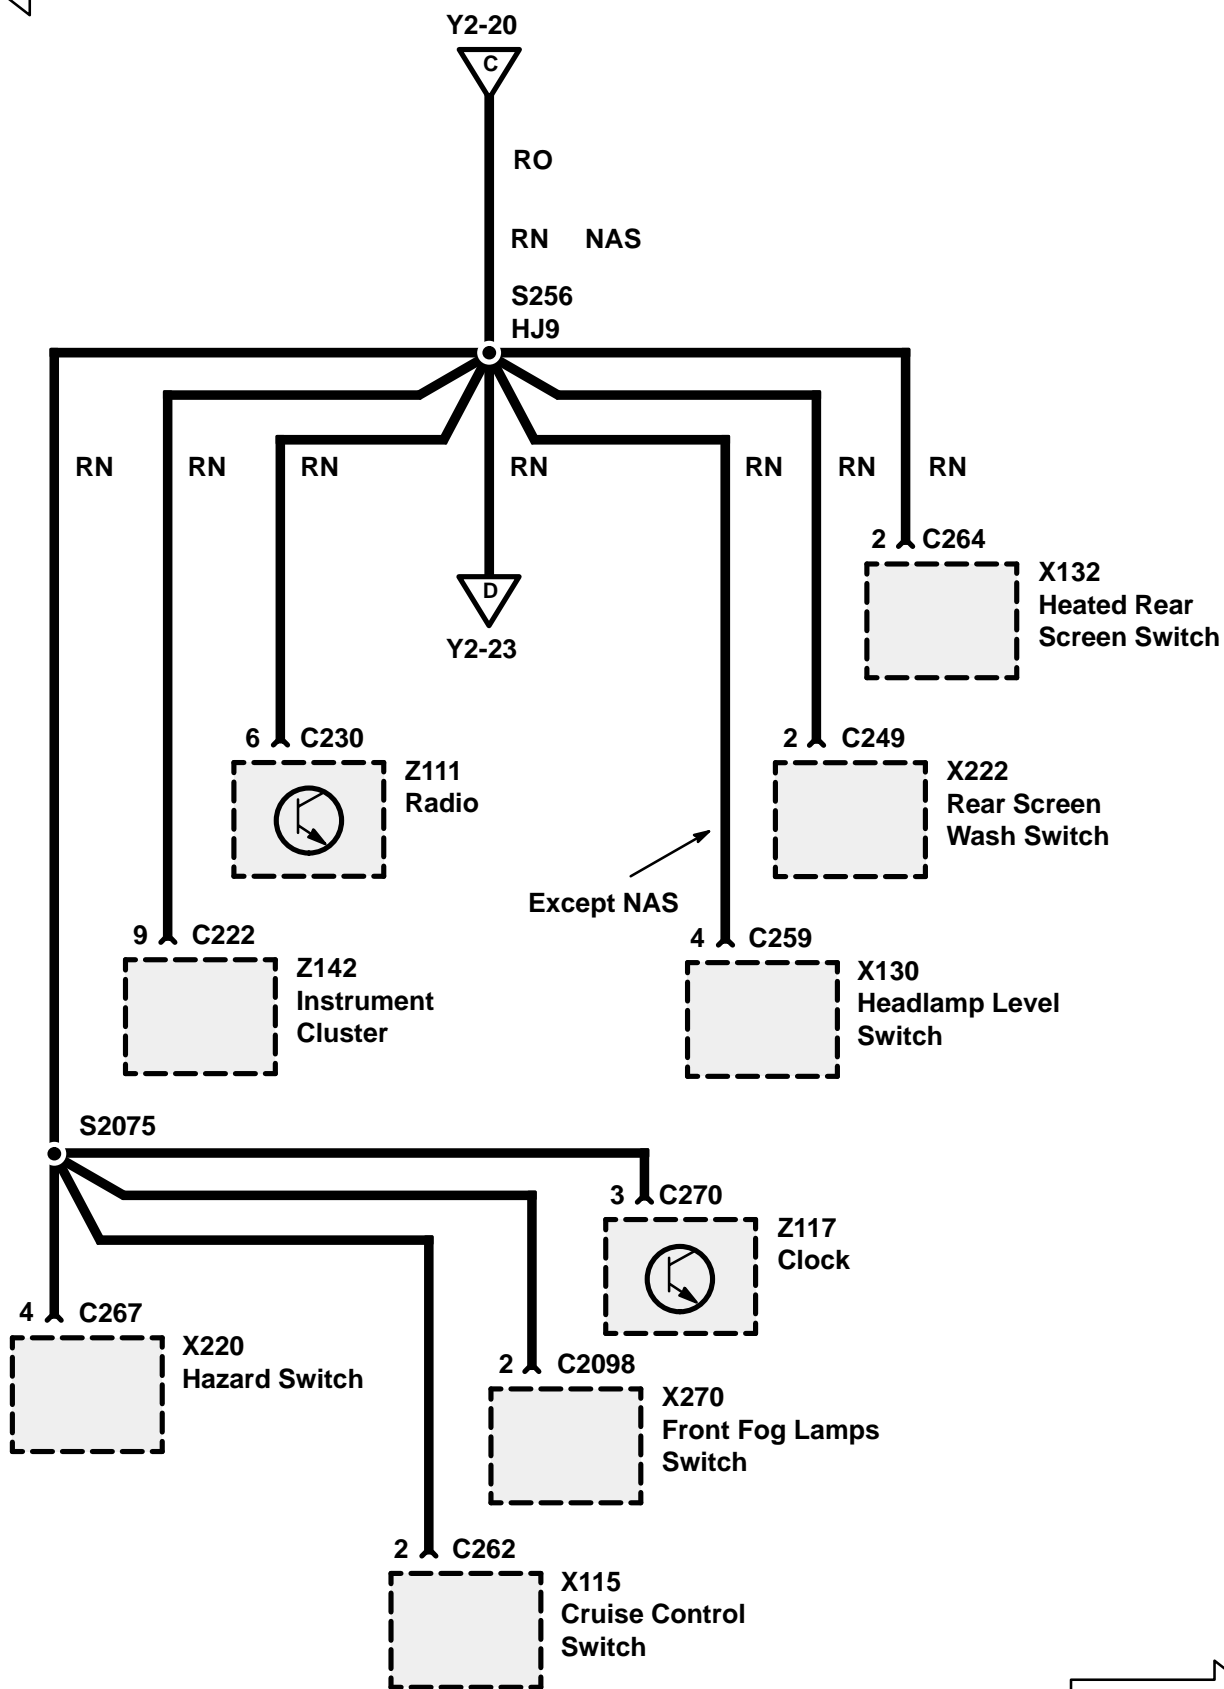 Y2-20
C
RO
RN NAS
S256
HJ9
RN RN RN RN RN RN RN
2 C264
X132
Heated Rear
Screen Switch
D
Y2-23
6 C230
Z111
Radio
2 C249
X222
Rear Screen
Wash Switch
Except NAS
9 C222
Z142
Instrument
Cluster
4 C259
X130
Headlamp Level
Switch
S2075
3 C270
Z117
Clock
4 C267
X220
Hazard Switch
2 C2098
X270
Front Fog Lamps
Switch
2 C262
X115
Cruise Control
Switch